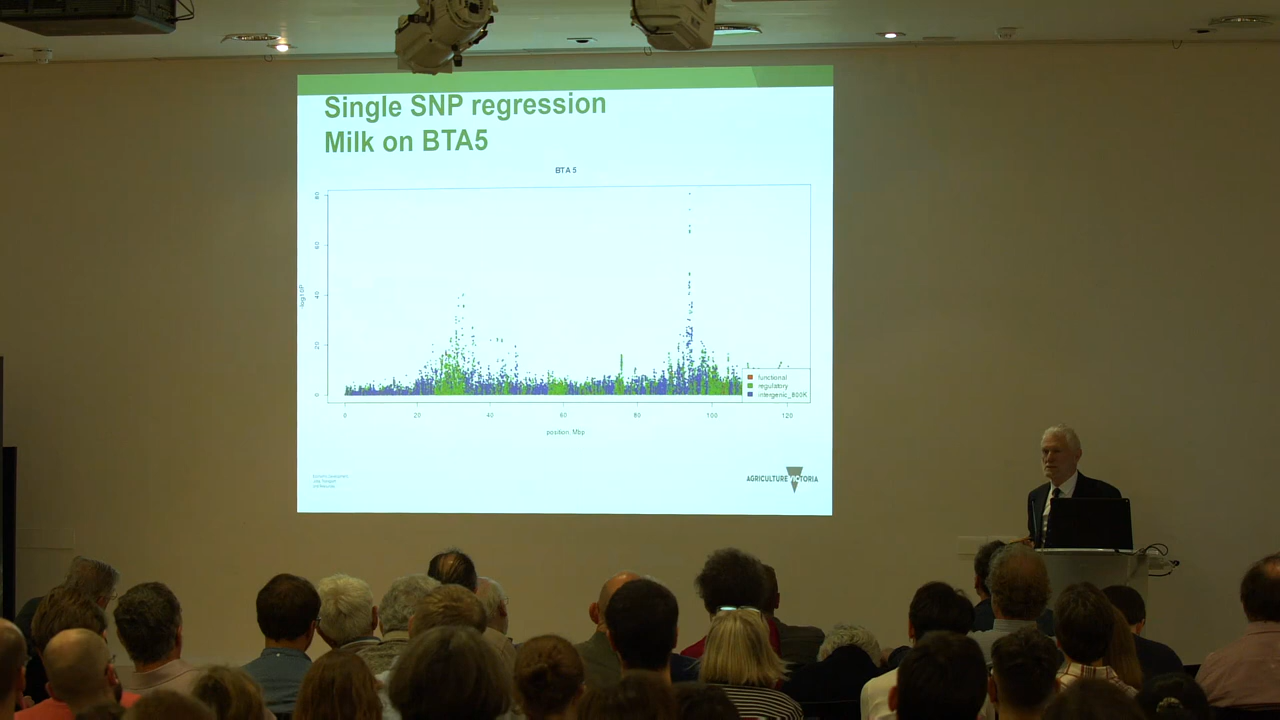 Single SNP regression
Milk on BTA5
BTA 5
80
60
40
20
0
-log10P
0 20 40 60 80 100 120
position Mbp
functional
regulatory
intergenic_800K
AGRICULTURE VICTORIA